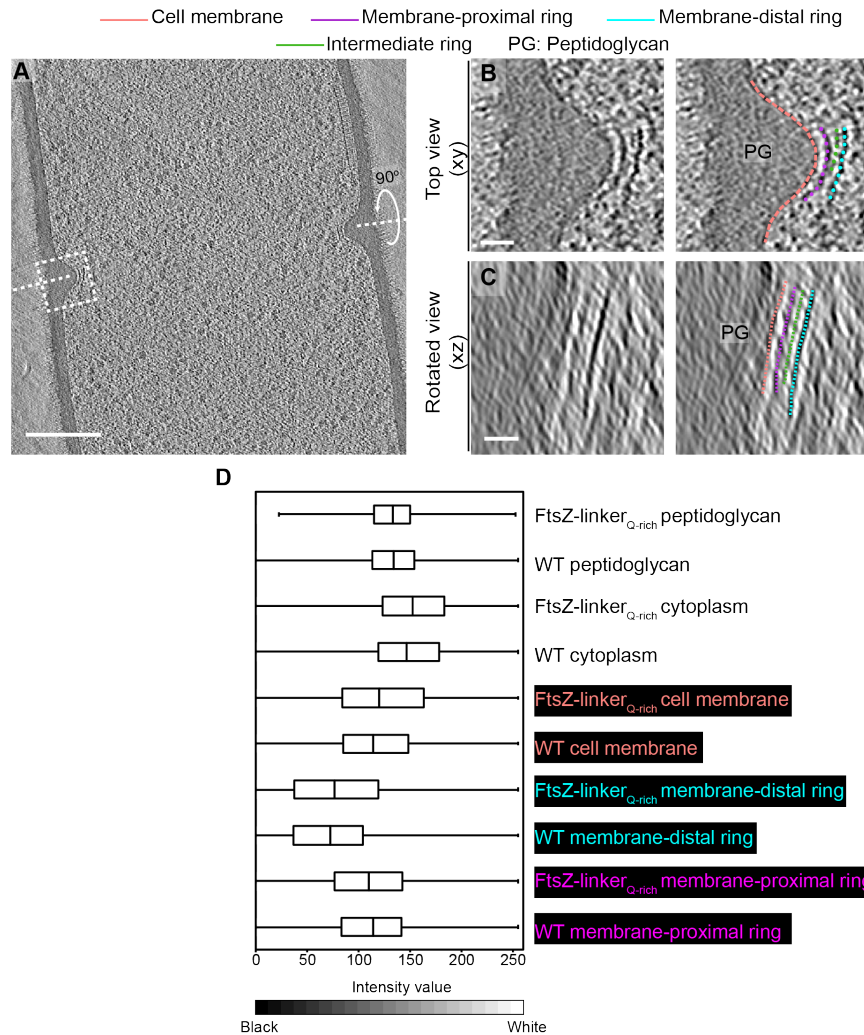 Cell membrane Membrane-proximal ring Membrane-distal ring
Intermediate ring PG: Peptidoglycan
A
90°
B
Top view
(xy)
PG
C
Rotated view
(xz)
PG
D
FtsZ-linkerQ-rich peptidoglycan
WT peptidoglycan
FtsZ-linkerQ-rich cytoplasm
WT cytoplasm
FtsZ-linkerQ-rich cell membrane
WT cell membrane
FtsZ-linkerQ-rich membrane-distal ring
WT membrane-distal ring
FtsZ-linkerQ-rich membrane-proximal ring
WT membrane-proximal ring
0 50 100 150 200 250
Intensity value
Black White